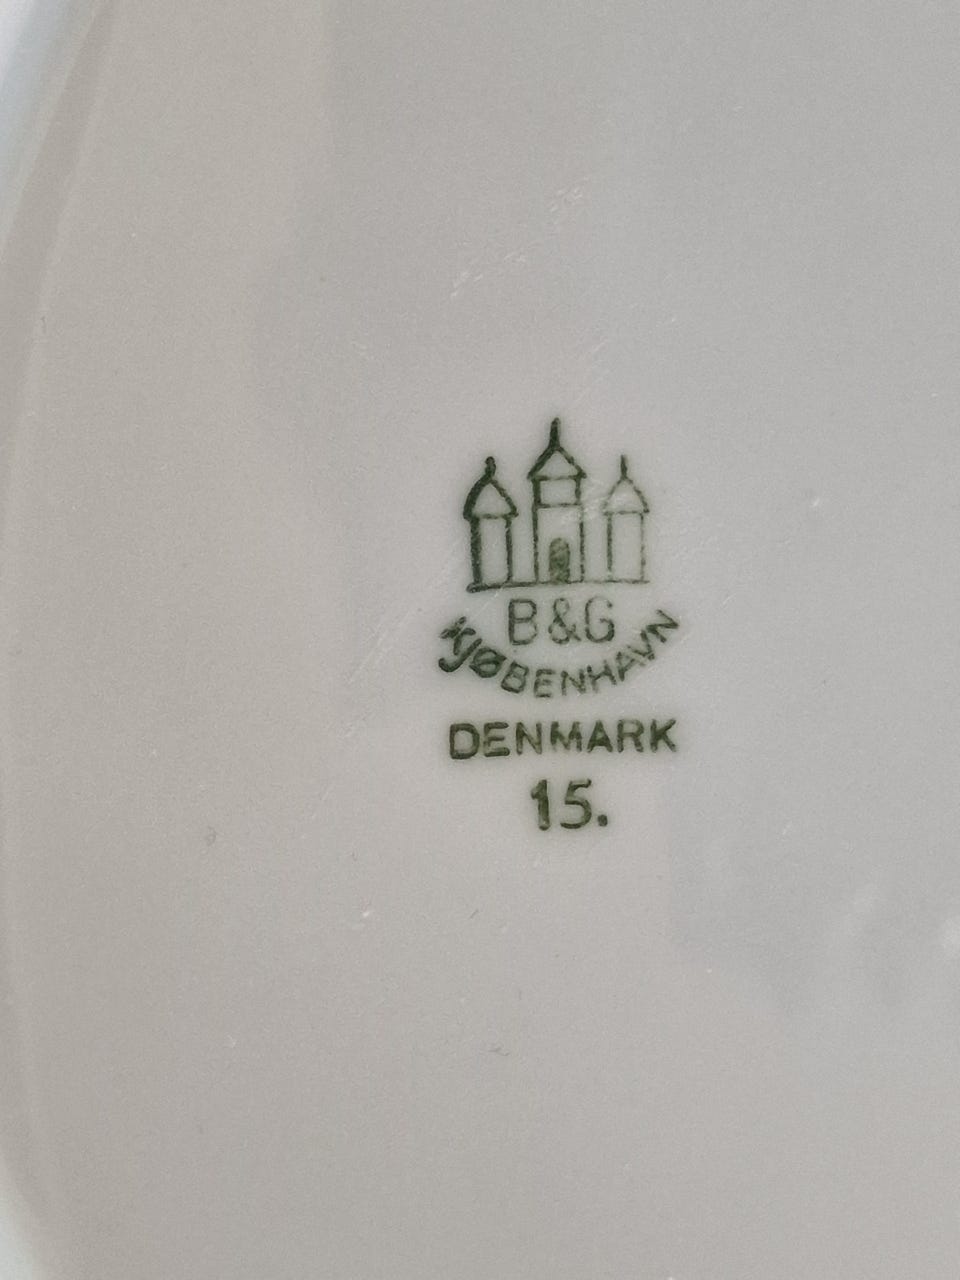 B&G
KJØBENHAVN
DENMARK
15.